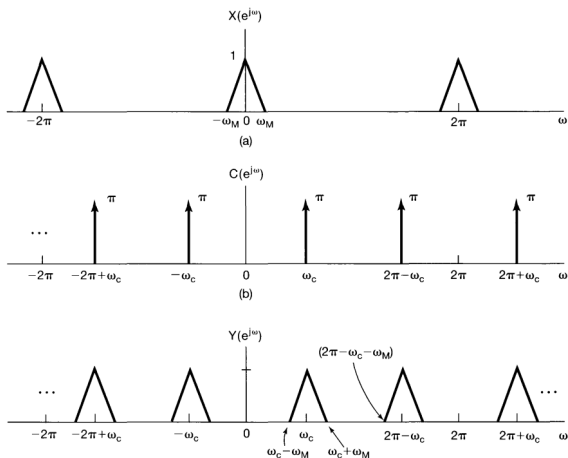 X(e^jω)
1
−2π −ω_M 0 ω_M 2π ω
(a)
C(e^jω)
π π π π π
...
−2π −2π+ω_c −ω_c 0 ω_c 2π−ω_c 2π 2π+ω_c ω
(b)
Y(e^jω)
(2π−ω_c−ω_M)
... ...
−2π −2π+ω_c −ω_c 0 ω_c 2π−ω_c 2π 2π+ω_c ω
ω_c−ω_M ω_c+ω_M